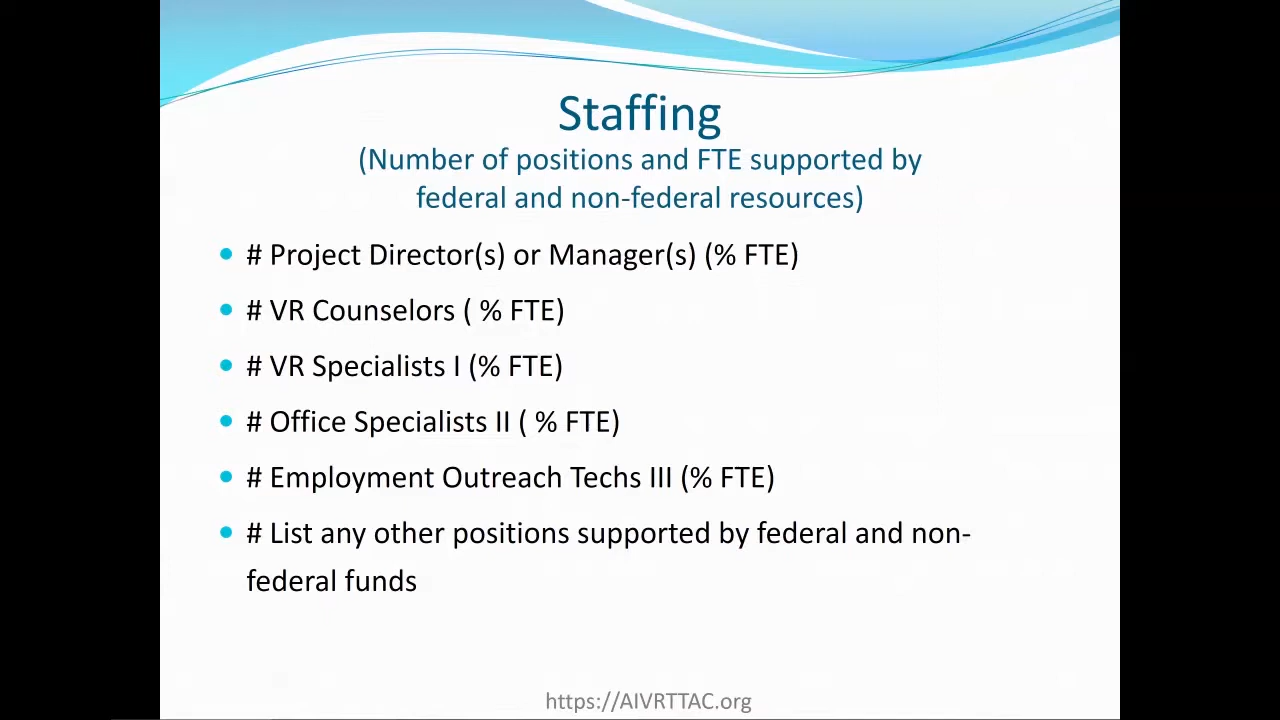 Staffing
(Number of positions and FTE supported by
federal and non-federal resources)
# Project Director(s) or Manager(s) (% FTE)
# VR Counselors ( % FTE)
# VR Specialists I (% FTE)
# Office Specialists II ( % FTE)
# Employment Outreach Techs III (% FTE)
# List any other positions supported by federal and non-
federal funds
https://AIVRTTAC.org